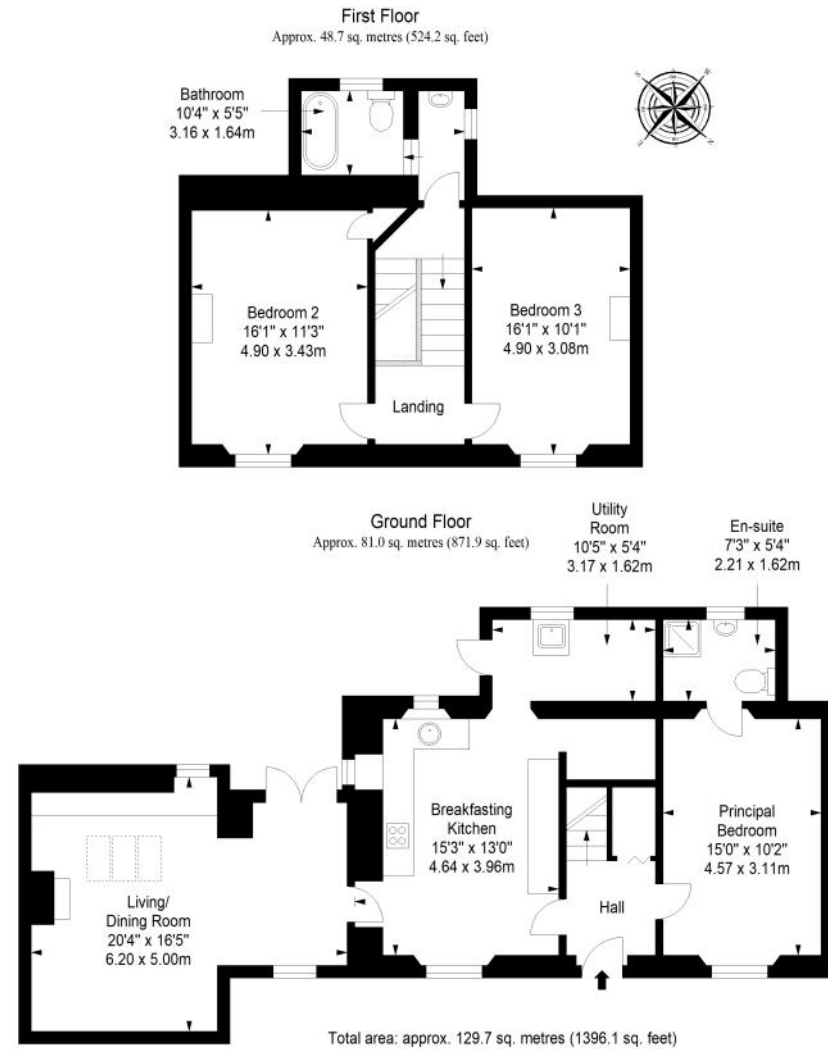 First Floor
Approx. 48.7 sq. metres (524.2 sq. feet)
Bathroom
10'4" x 5'5"
3.16 x 1.64m
S
W
E
N
Bedroom 2
16'1" x 11'3"
4.90 x 3.43m
Bedroom 3
16'1" x 10'1"
4.90 x 3.08m
Landing
Ground Floor
Approx. 81.0 sq. metres (871.9 sq. feet)
Utility
Room
10'5" x 5'4"
3.17 x 1.62m
En-suite
7'3" x 5'4"
2.21 x 1.62m
Breakfasting
Kitchen
15'3" x 13'0"
4.64 x 3.96m
Principal
Bedroom
15'0" x 10'2"
4.57 x 3.11m
Living/
Dining Room
20'4" x 16'5"
6.20 x 5.00m
Hall
Total area: approx. 129.7 sq. metres (1396.1 sq. feet)